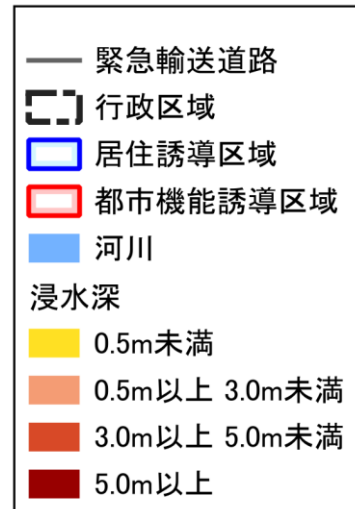 緊急輸送道路
行政区域
居住誘導区域
都市機能誘導区域
河川
浸水深
0.5m未満
0.5m以上 3.0m未満
3.0m以上 5.0m未満
5.0m以上